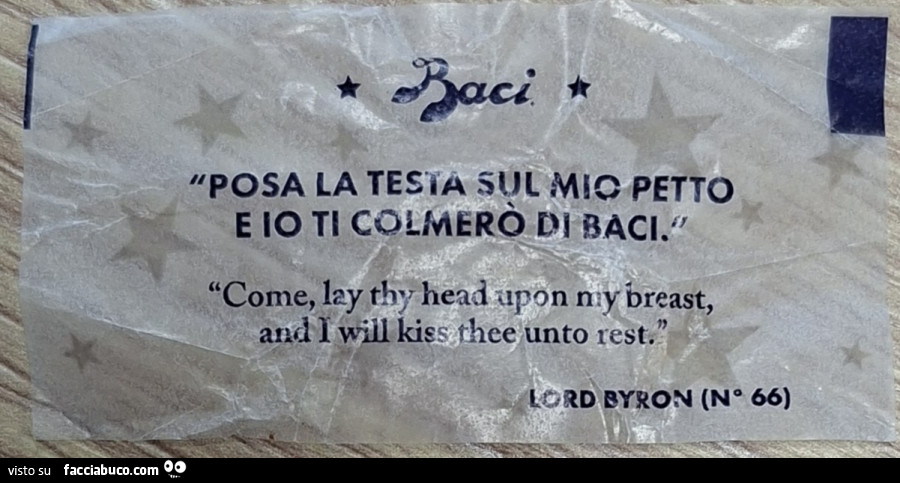 Baci
“POSA LA TESTA SUL MIO PETTO
E IO TI COLMERÒ DI BACI.”
“Come, lay thy head upon my breast,
and I will kiss thee unto rest.”
LORD BYRON (N° 66)
visto su facciabuco.com